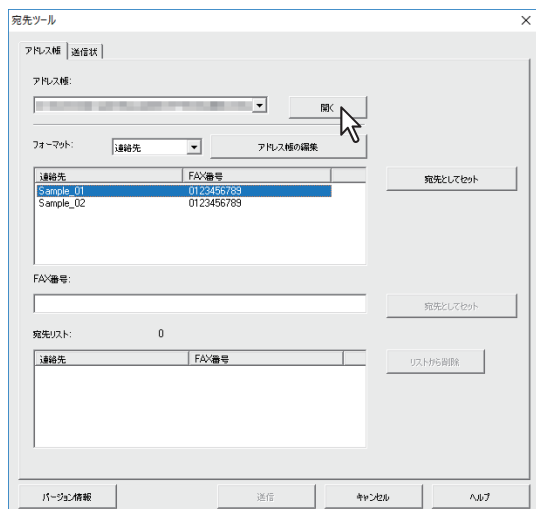 宛先ツール
アドレス帳 送信状
アドレス帳:
開く
フォーマット: 連絡先 アドレス帳の編集
連絡先 FAX番号
Sample_01 0123456789
Sample_02 0123456789
宛先としてセット
FAX番号:
宛先としてセット
宛先リスト: 0
連絡先 FAX番号
リストから削除
バージョン情報 送信 キャンセル ヘルプ